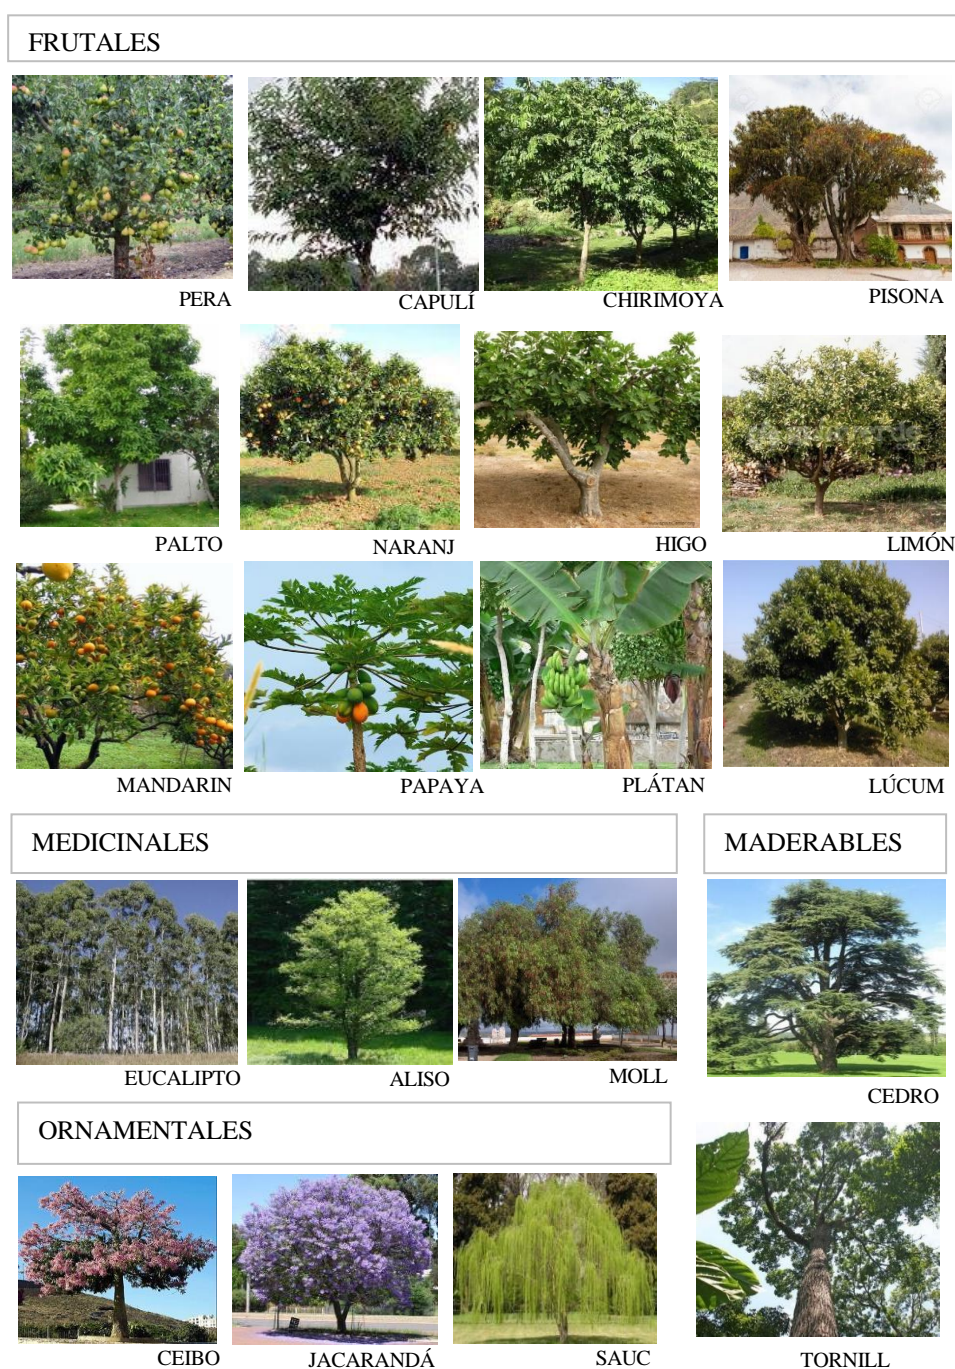 FRUTALES
PERA
CAPULÍ
CHIRIMOYA
PISONA
PALTO
NARANJ
HIGO
LIMÓN
MANDARIN
PAPAYA
PLÁTAN
LÚCUM
MEDICINALES
MADERABLES
EUCALIPTO
ALISO
MOLL
CEDRO
ORNAMENTALES
CEIBO
JACARANDÁ
SAUC
TORNILL